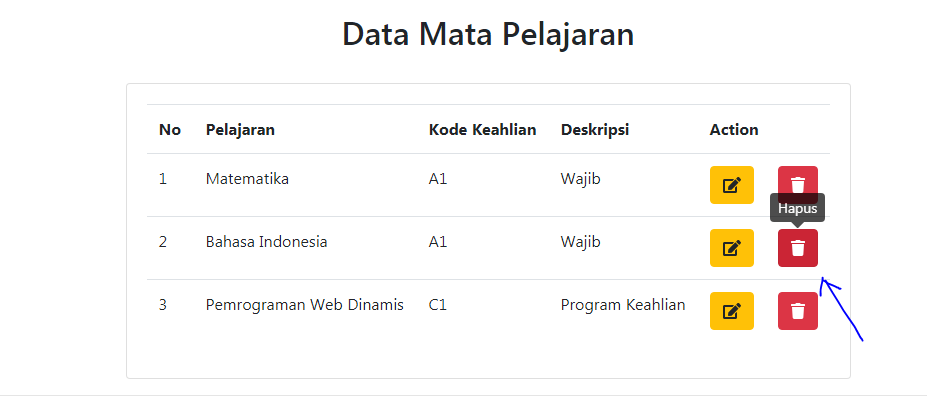 Data Mata Pelajaran
No Pelajaran Kode Keahlian Deskripsi Action
1 Matematika A1 Wajib
Hapus
2 Bahasa Indonesia A1 Wajib
3 Pemrograman Web Dinamis C1 Program Keahlian